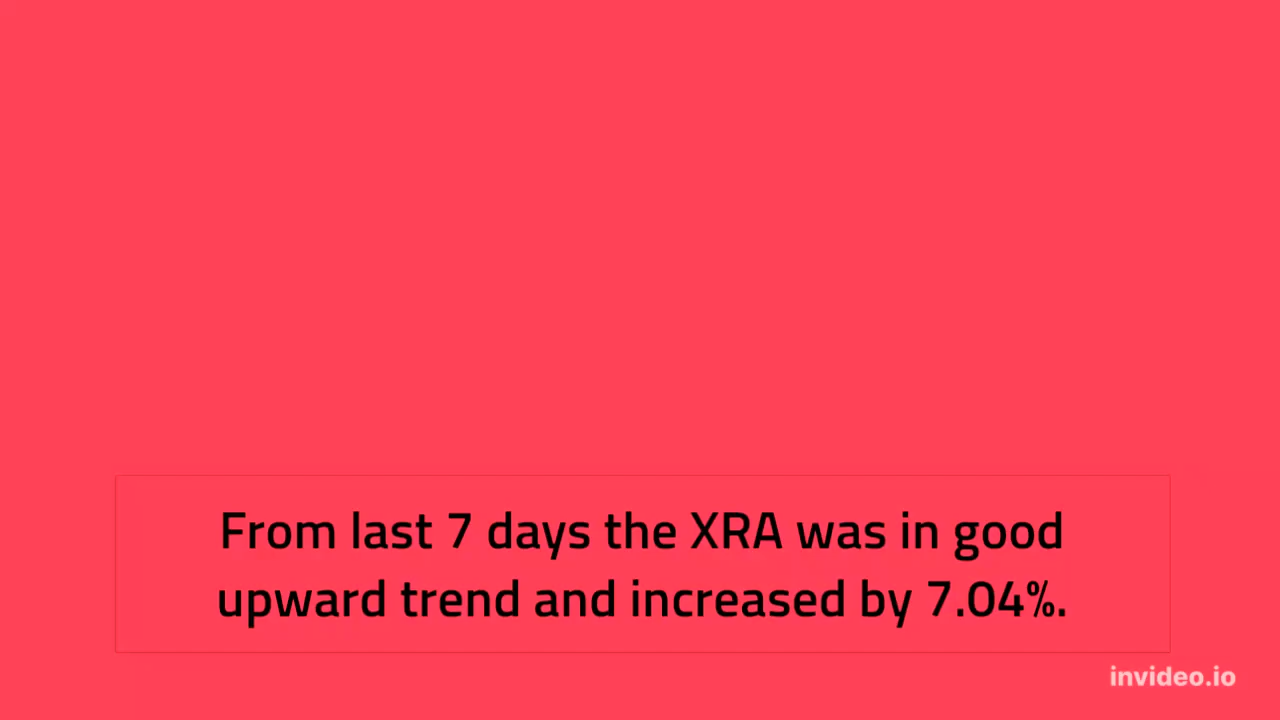 From last 7 days the XRA was in good
upward trend and increased by 7.04%.
invideo.io